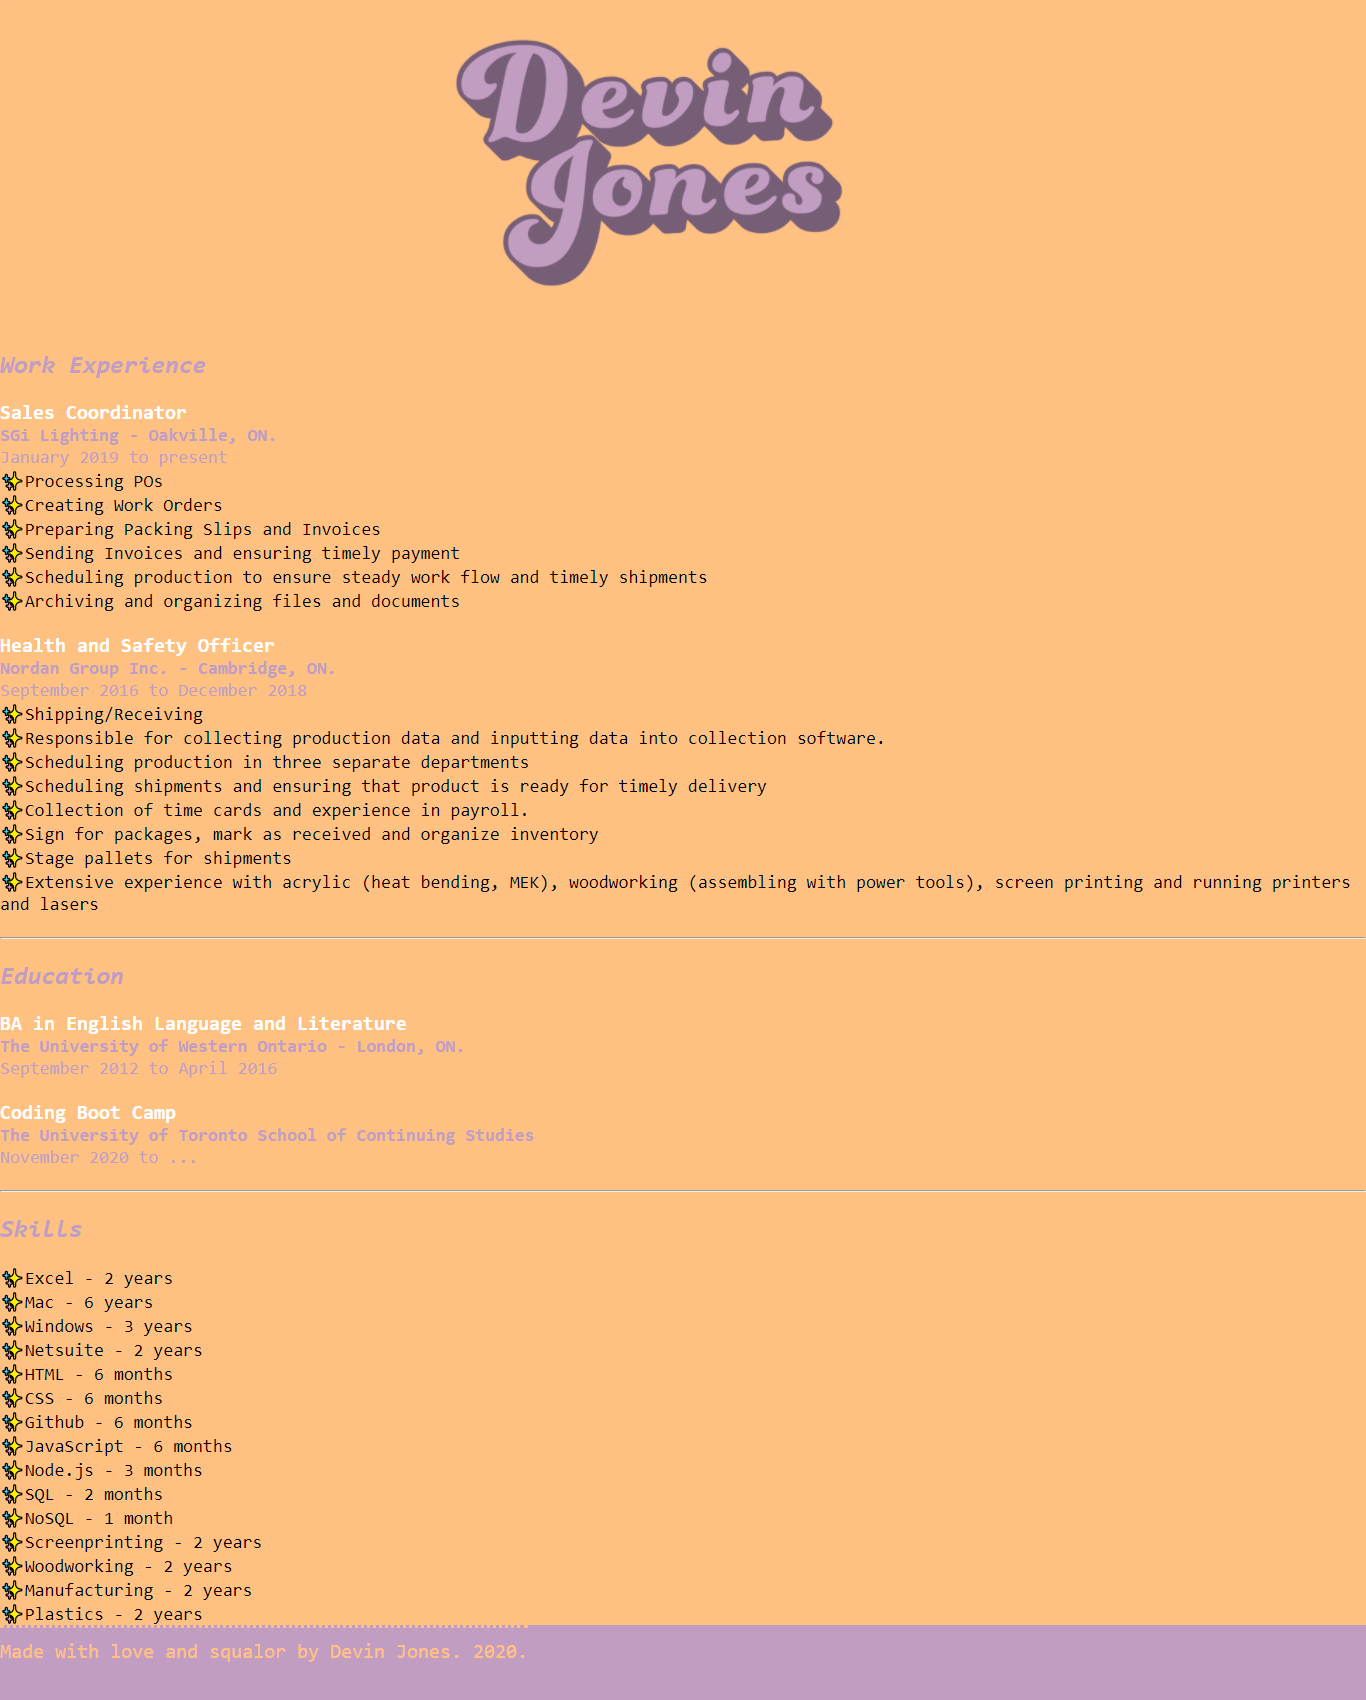 Devin
Jones
Work Experience
Sales Coordinator
SGi Lighting - Oakville, ON.
January 2019 to present
Processing POs
Creating Work Orders
Preparing Packing Slips and Invoices
Sending Invoices and ensuring timely payment
Scheduling production to ensure steady work flow and timely shipments
Archiving and organizing files and documents
Health and Safety Officer
Nordan Group Inc. - Cambridge, ON.
September 2016 to December 2018
Shipping/Receiving
Responsible for collecting production data and inputting data into collection software.
Scheduling production in three separate departments
Scheduling shipments and ensuring that product is ready for timely delivery
Collection of time cards and experience in payroll.
Sign for packages, mark as received and organize inventory
Stage pallets for shipments
Extensive experience with acrylic (heat bending, MEK), woodworking (assembling with power tools), screen printing and running printers
and lasers
Education
BA in English Language and Literature
The University of Western Ontario - London, ON.
September 2012 to April 2016
Coding Boot Camp
The University of Toronto School of Continuing Studies
November 2020 to ...
Skills
Excel - 2 years
Mac - 6 years
Windows - 3 years
Netsuite - 2 years
HTML - 6 months
CSS - 6 months
Github - 6 months
JavaScript - 6 months
Node.js - 3 months
SQL - 2 months
NoSQL - 1 month
Screenprinting - 2 years
Woodworking - 2 years
Manufacturing - 2 years
Plastics - 2 years
Made with love and squalor by Devin Jones. 2020.